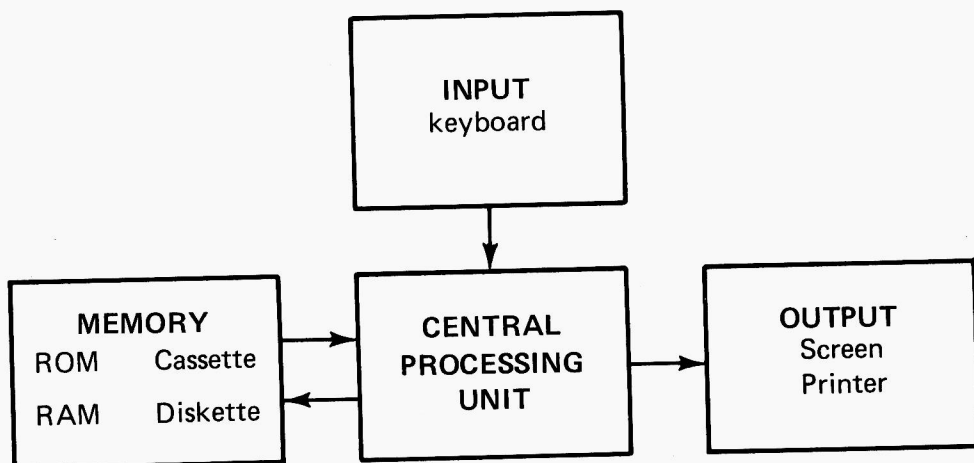 INPUT
keyboard
MEMORY
ROM Cassette
RAM Diskette
CENTRAL
PROCESSING
UNIT
OUTPUT
Screen
Printer